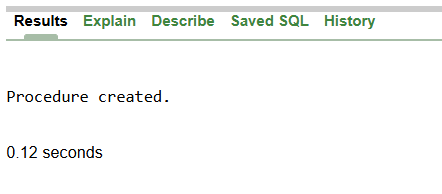 Results Explain Describe Saved SQL History
Procedure created.
0.12 seconds